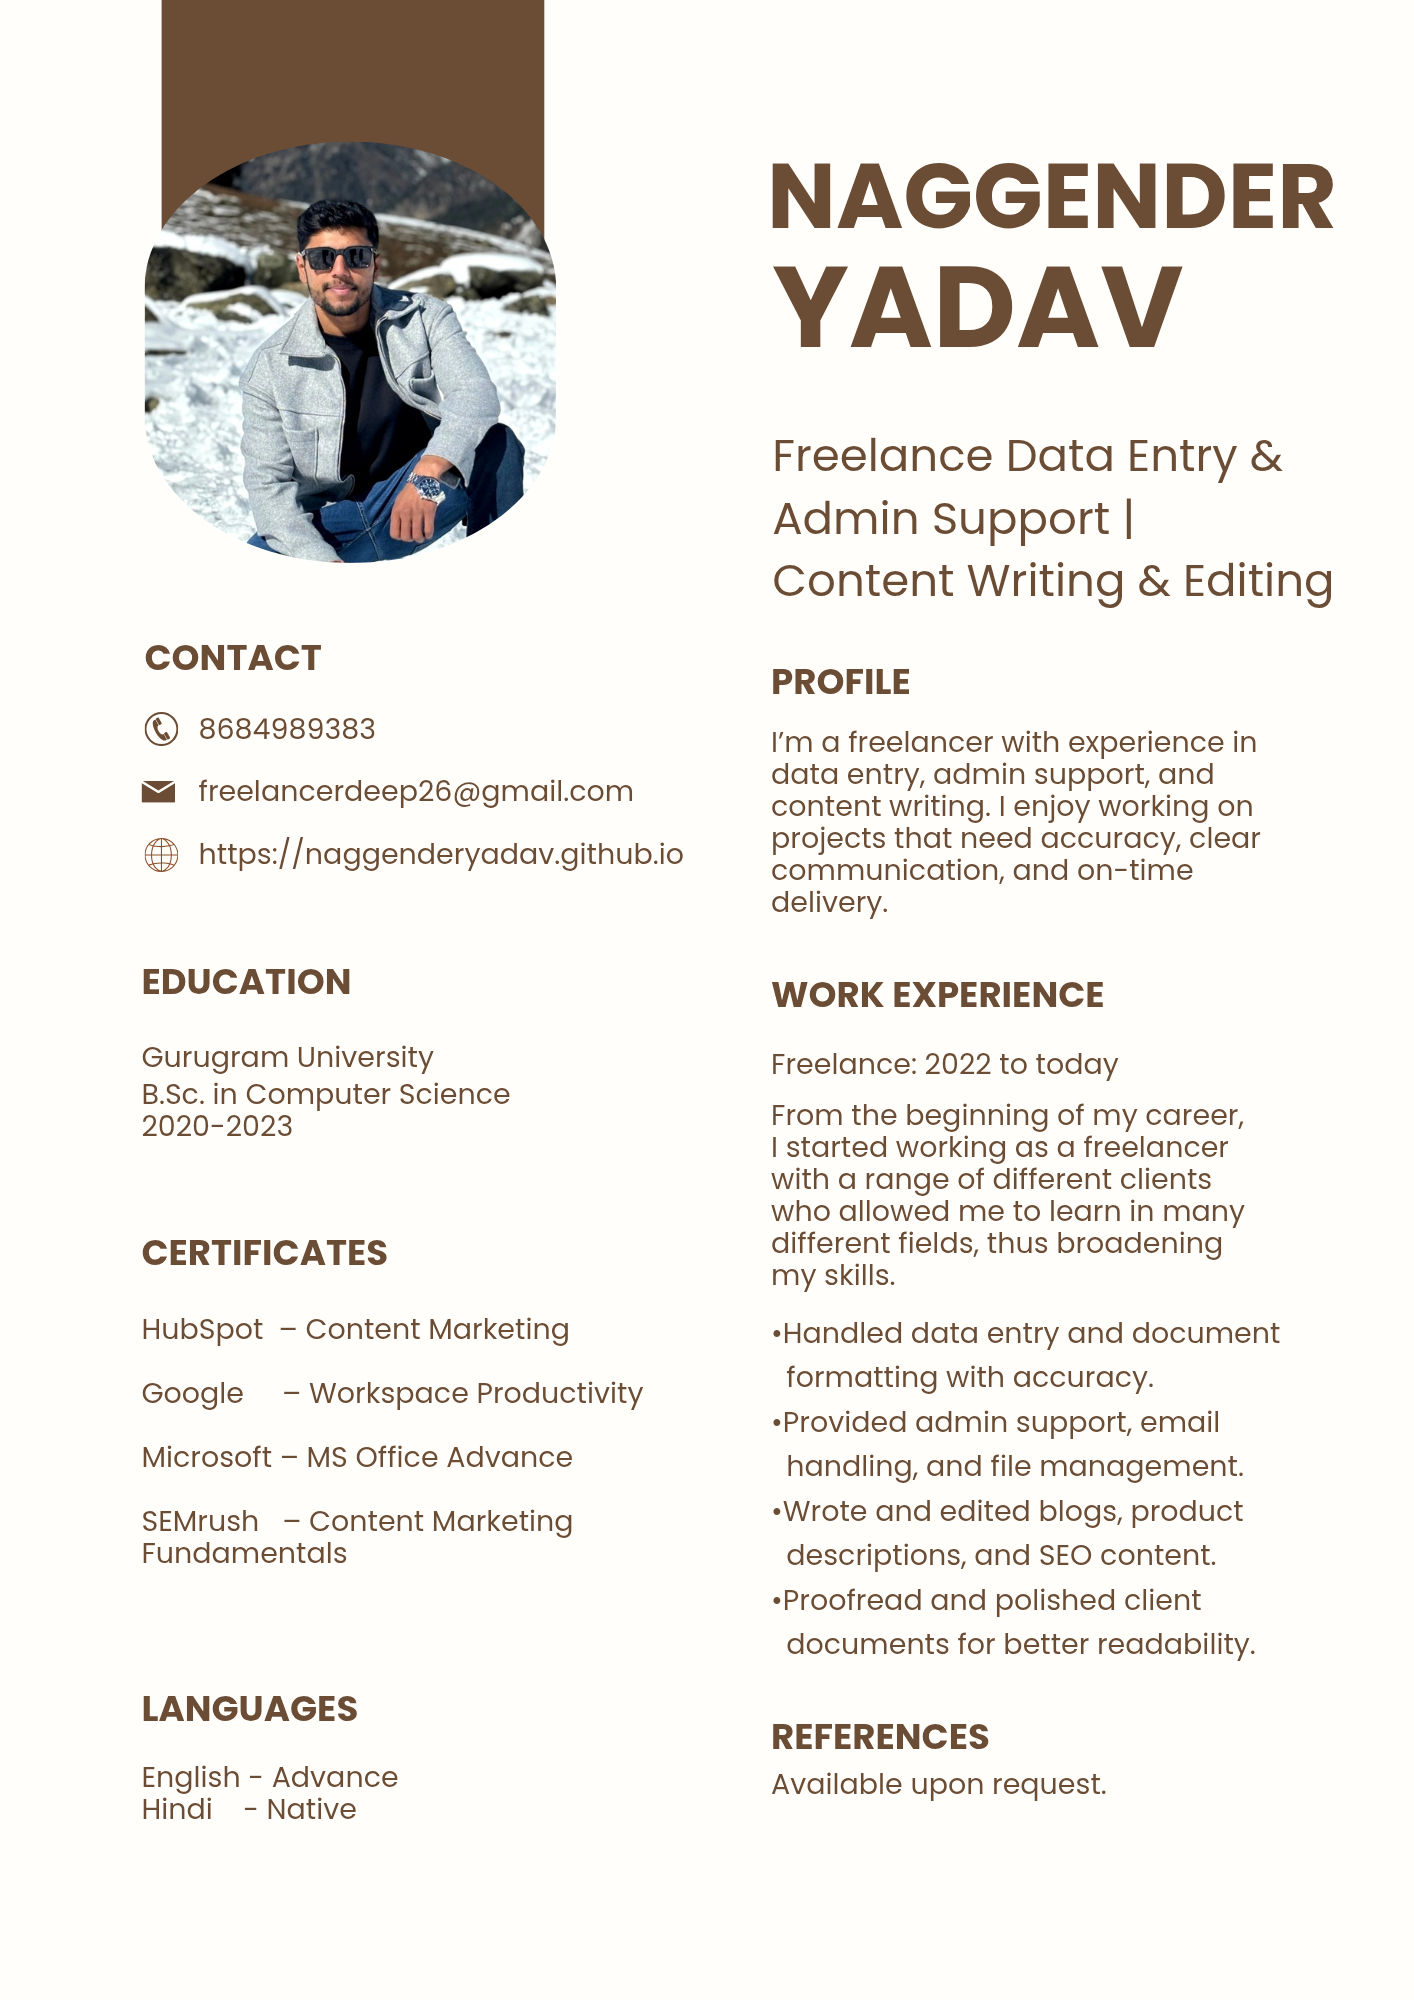 NAGGENDER
YADAV
Freelance Data Entry &
Admin Support |
Content Writing & Editing
CONTACT
8684989383
freelancerdeep26@gmail.com
https://naggenderyadav.github.io
EDUCATION
Gurugram University
B.Sc. in Computer Science
2020-2023
CERTIFICATES
HubSpot – Content Marketing
Google – Workspace Productivity
Microsoft – MS Office Advance
SEMrush – Content Marketing
Fundamentals
LANGUAGES
English - Advance
Hindi - Native
PROFILE
I’m a freelancer with experience in
data entry, admin support, and
content writing. I enjoy working on
projects that need accuracy, clear
communication, and on-time
delivery.
WORK EXPERIENCE
Freelance: 2022 to today
From the beginning of my career,
I started working as a freelancer
with a range of different clients
who allowed me to learn in many
different fields, thus broadening
my skills.
•Handled data entry and document
formatting with accuracy.
•Provided admin support, email
handling, and file management.
•Wrote and edited blogs, product
descriptions, and SEO content.
•Proofread and polished client
documents for better readability.
REFERENCES
Available upon request.